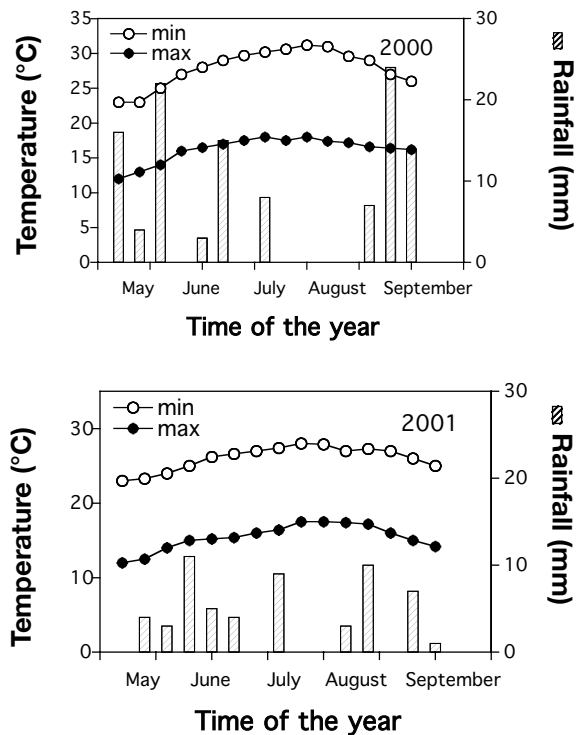 35
30
25
20
15
10
5
0
Temperature (°C)
min
max
2000
30
20
10
0
Rainfall (mm)
May June July August September
Time of the year
30
20
10
0
Temperature (°C)
min
max
2001
30
20
10
0
Rainfall (mm)
May June July August September
Time of the year